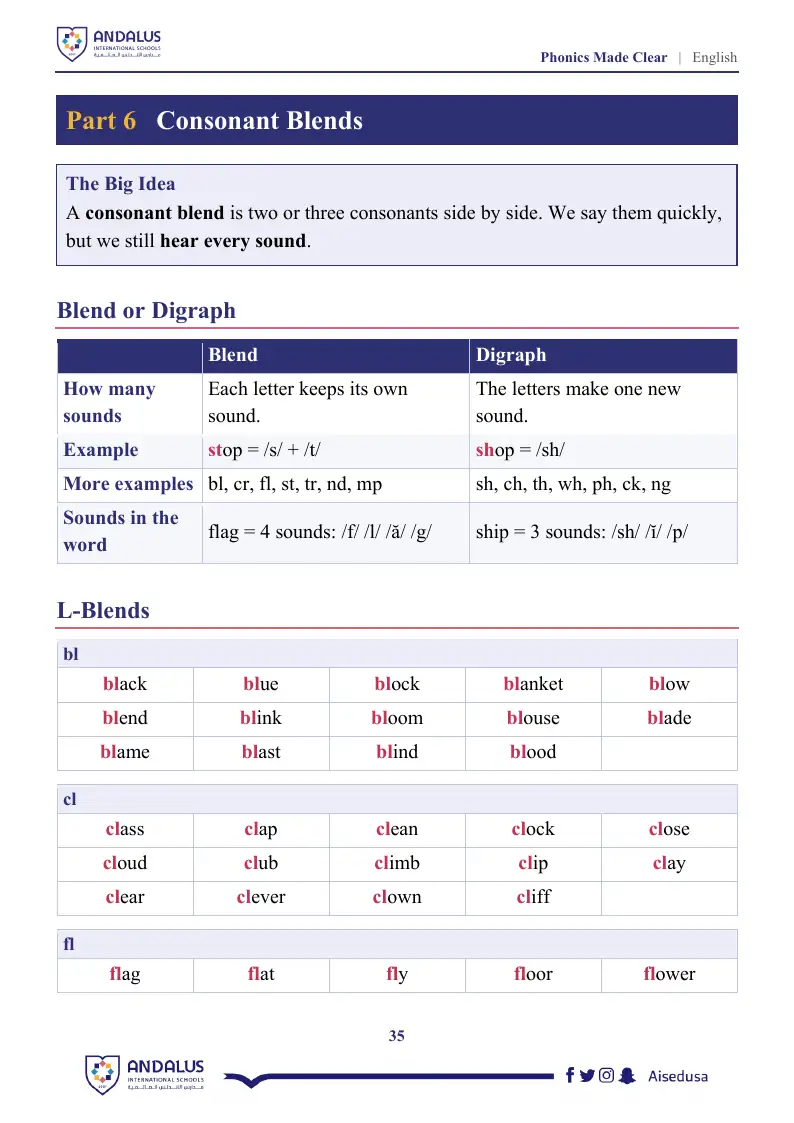 ANDALUS
INTERNATIONAL SCHOOLS
مدارس الأندلس العالمية
Phonics Made Clear | English
Part 6 Consonant Blends
The Big Idea
A consonant blend is two or three consonants side by side. We say them quickly,
but we still hear every sound.
Blend or Digraph
Blend Digraph
How many sounds Each letter keeps its own sound. The letters make one new sound.
Example stop = /s/ + /t/ shop = /sh/
More examples bl, cr, fl, st, tr, nd, mp sh, ch, th, wh, ph, ck, ng
Sounds in the word flag = 4 sounds: /f/ /l/ /ă/ /g/ ship = 3 sounds: /sh/ /ĭ/ /p/
L-Blends
bl
black blue block blanket blow
blend blink bloom blouse blade
blame blast blind blood
cl
class clap clean clock close
cloud club climb clip clay
clear clever clown cliff
fl
flag flat fly floor flower
35
ANDALUS
INTERNATIONAL SCHOOLS
مدارس الأندلس العالمية
Aisedusa